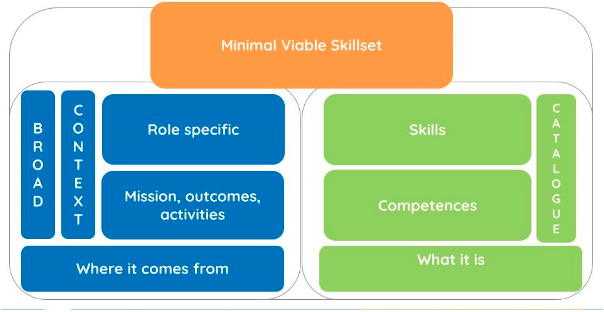 Minimal Viable Skillset
BROAD
CONTEXT
Role specific
Mission, outcomes,
activities
Where it comes from
Skills
Competences
CATALOGUE
What it is